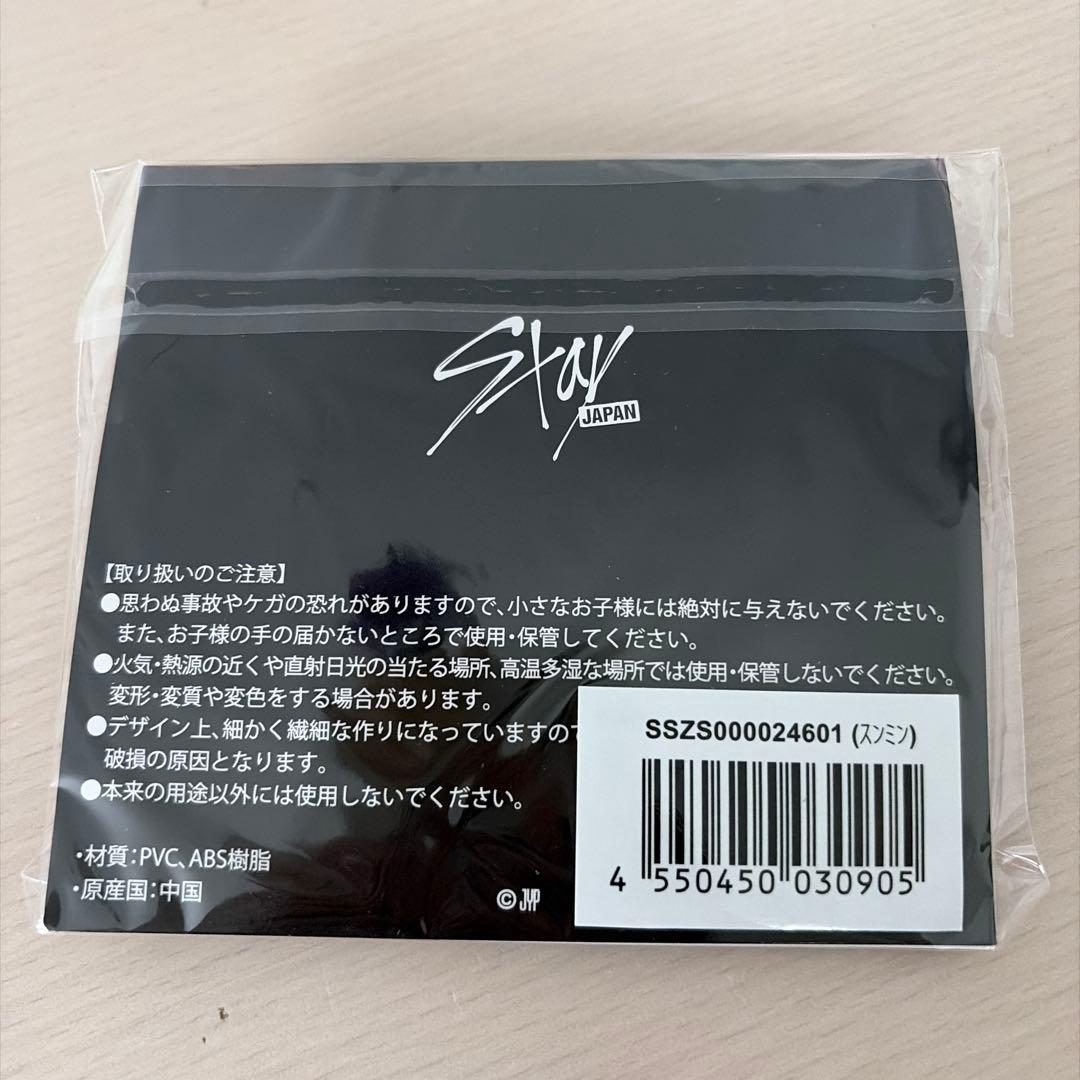 Stay
JAPAN
【取り扱いのご注意】
●思わぬ事故やケガの恐れがありますので、小さなお子様には絶対に与えないでください。
また、お子様の手の届かないところで使用・保管してください。
●火気・熱源の近くや直射日光の当たる場所、高温多湿な場所では使用・保管しないでください。
変形・変質や変色をする場合があります。
●デザイン上、細かく繊細な作りになっていますので
破損の原因となります。
●本来の用途以外には使用しないでください。
・材質：PVC、ABS樹脂
・原産国：中国
© JYP
SSZS000024601 (ｽﾝﾐﾝ)
4 550450 030905